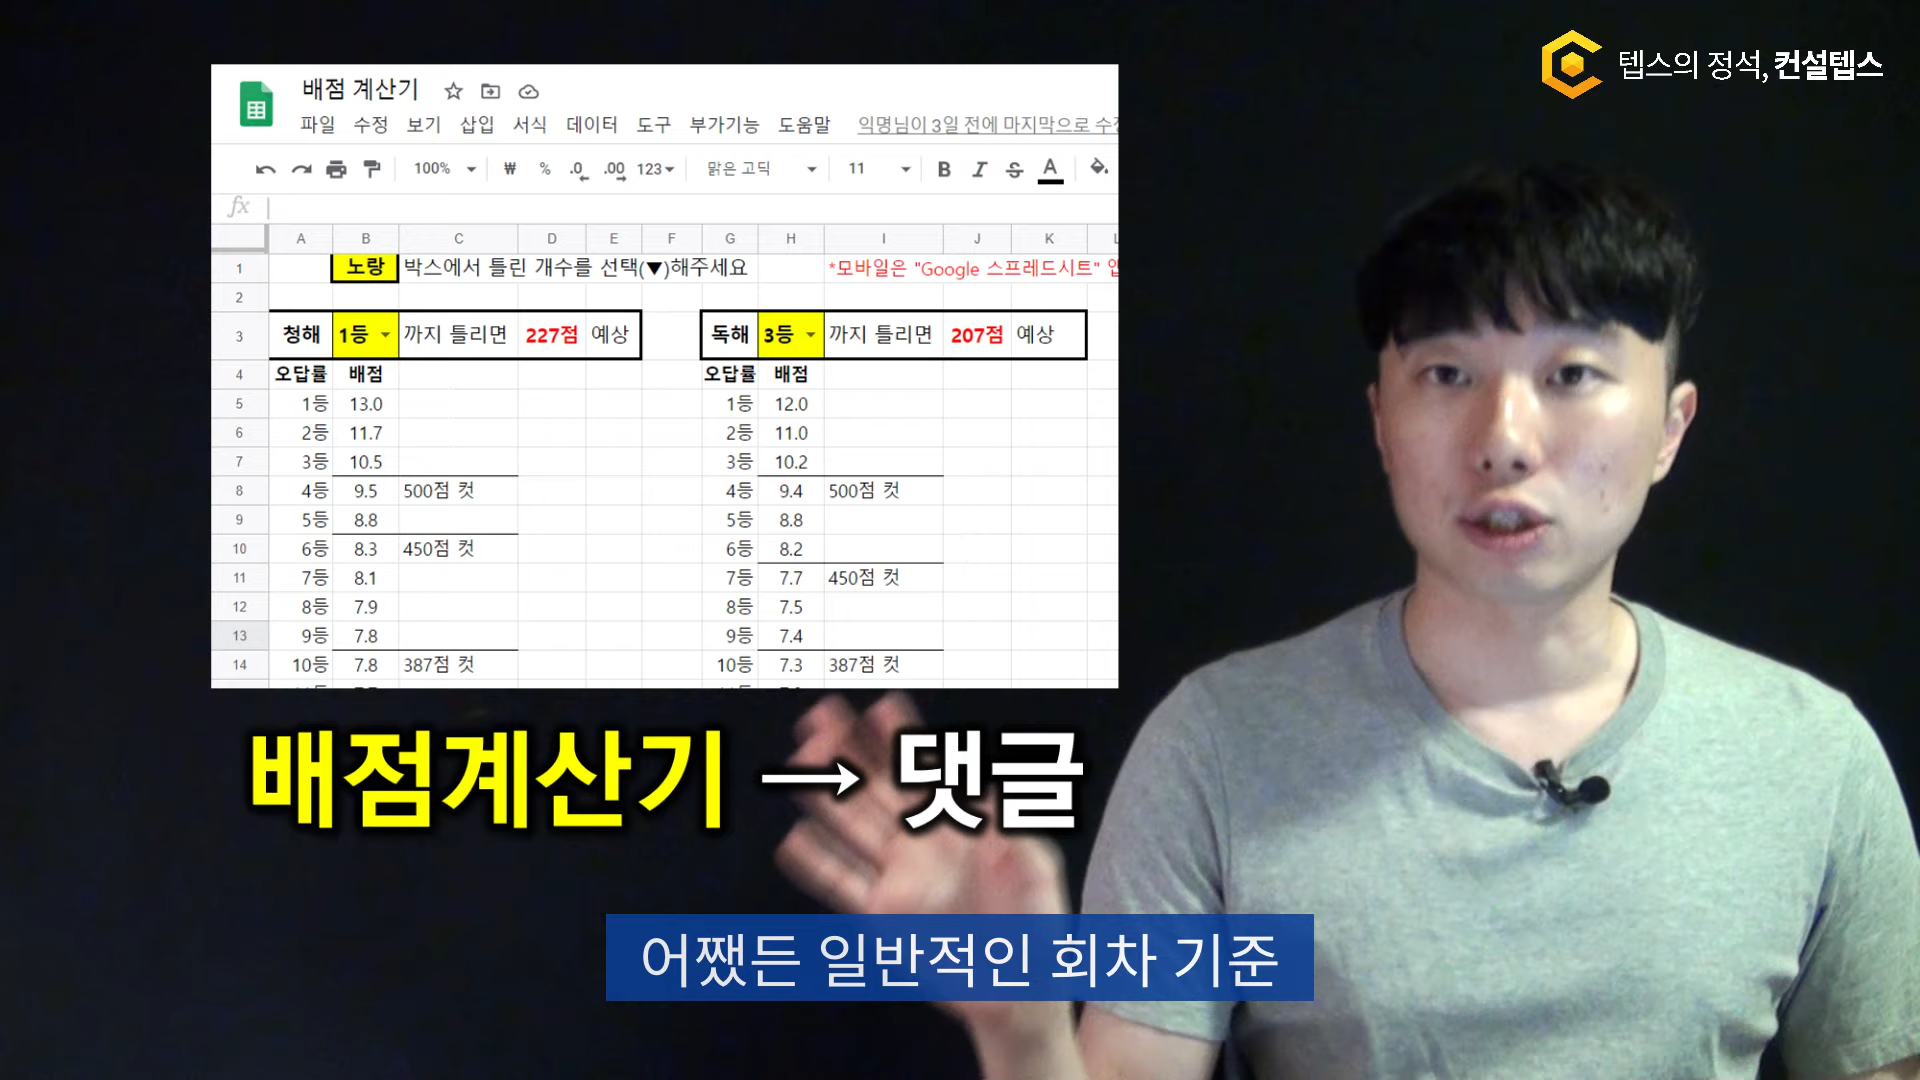 텝스의 정석, 컨설텝스
배점 계산기
파일 수정 보기 삽입 서식 데이터 도구 부가기능 도움말 익명님이 3일 전에 마지막으로
100% ₩ % .0 .00 123 맑은 고딕 11 B I S A
fx
A B C D E F G H I J K L
1 노랑 박스에서 틀린 개수를 선택(▼)해주세요 *모바일은 "Google 스프레드시트"
2
3 청해 1등 까지 틀리면 227점 예상 독해 3등 까지 틀리면 207점 예상
4 오답률 배점 오답률 배점
5 1등 13.0 1등 12.0
6 2등 11.7 2등 11.0
7 3등 10.5 3등 10.2
8 4등 9.5 500점 컷 4등 9.4 500점 컷
9 5등 8.8 5등 8.8
10 6등 8.3 450점 컷 6등 8.2
11 7등 8.1 7등 7.7 450점 컷
12 8등 7.9 8등 7.5
13 9등 7.8 9등 7.4
14 10등 7.8 387점 컷 10등 7.3 387점 컷
배점계산기 → 댓글
어쨌든 일반적인 회차 기준